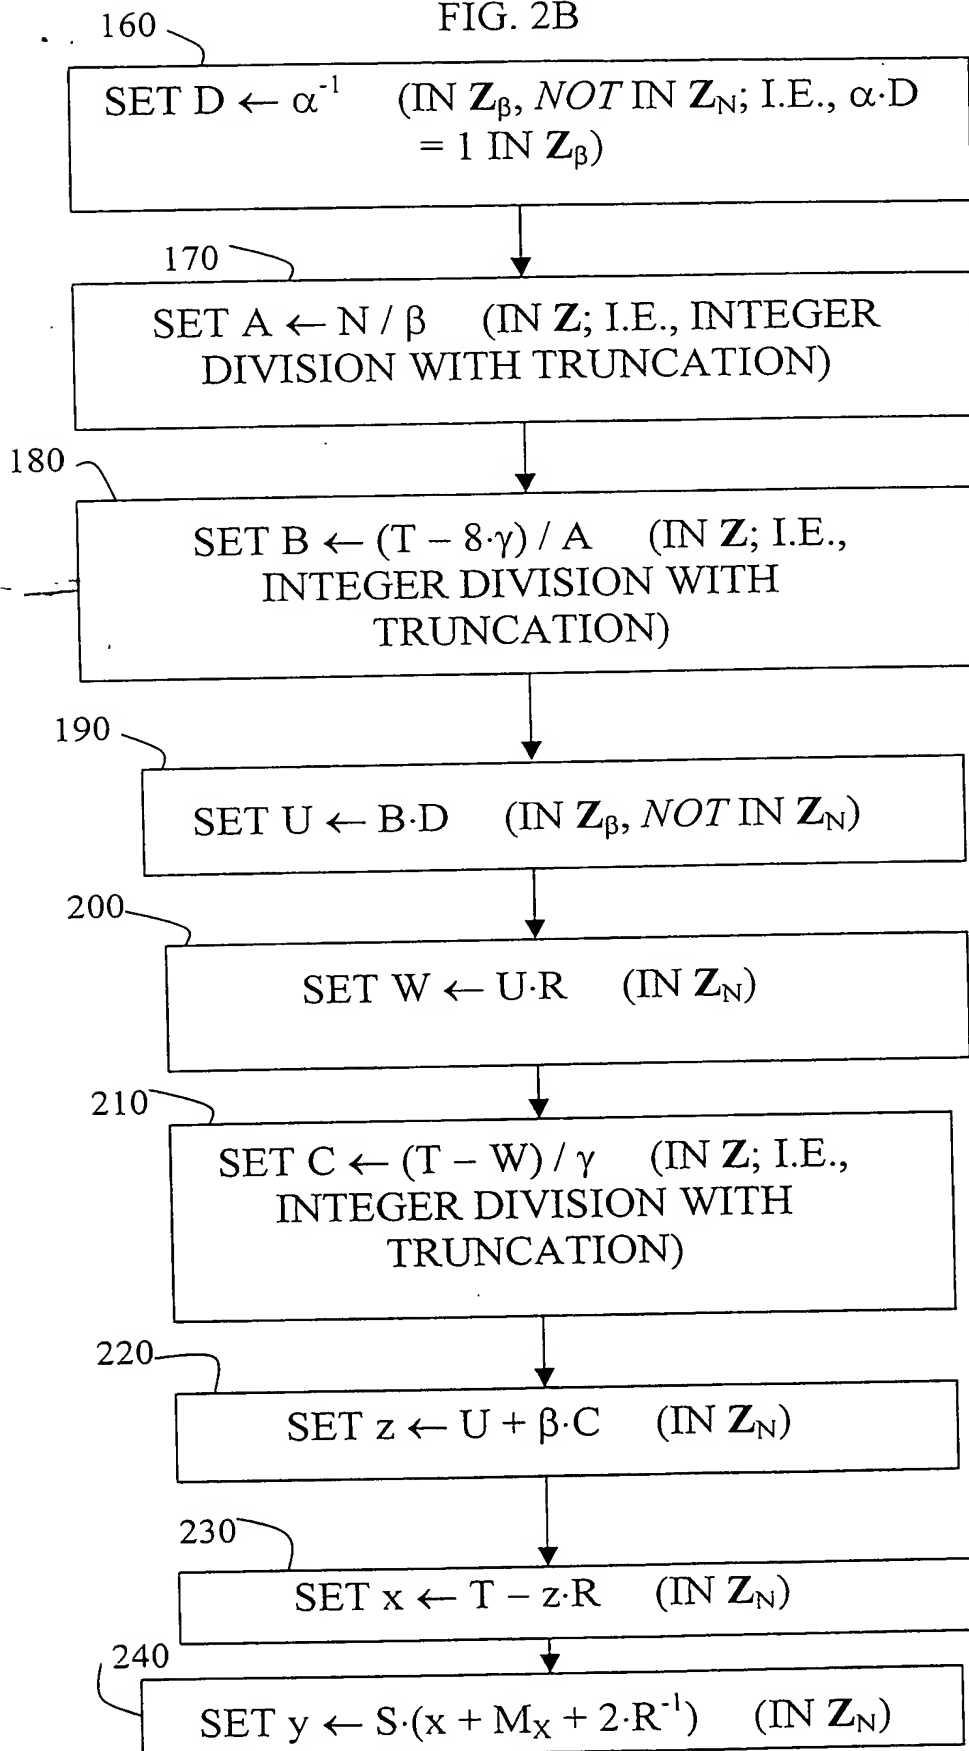 FIG. 2B
160
SET D ← α⁻¹ (IN Zβ, NOT IN ZN; I.E., α·D
= 1 IN Zβ)
170
SET A ← N / β (IN Z; I.E., INTEGER
DIVISION WITH TRUNCATION)
180
SET B ← (T – 8·γ) / A (IN Z; I.E.,
INTEGER DIVISION WITH
TRUNCATION)
190
SET U ← B·D (IN Zβ, NOT IN ZN)
200
SET W ← U·R (IN ZN)
210
SET C ← (T – W) / γ (IN Z; I.E.,
INTEGER DIVISION WITH
TRUNCATION)
220
SET z ← U + β·C (IN ZN)
230
SET x ← T – z·R (IN ZN)
240
SET y ← S·(x + MX + 2·R⁻¹) (IN ZN)